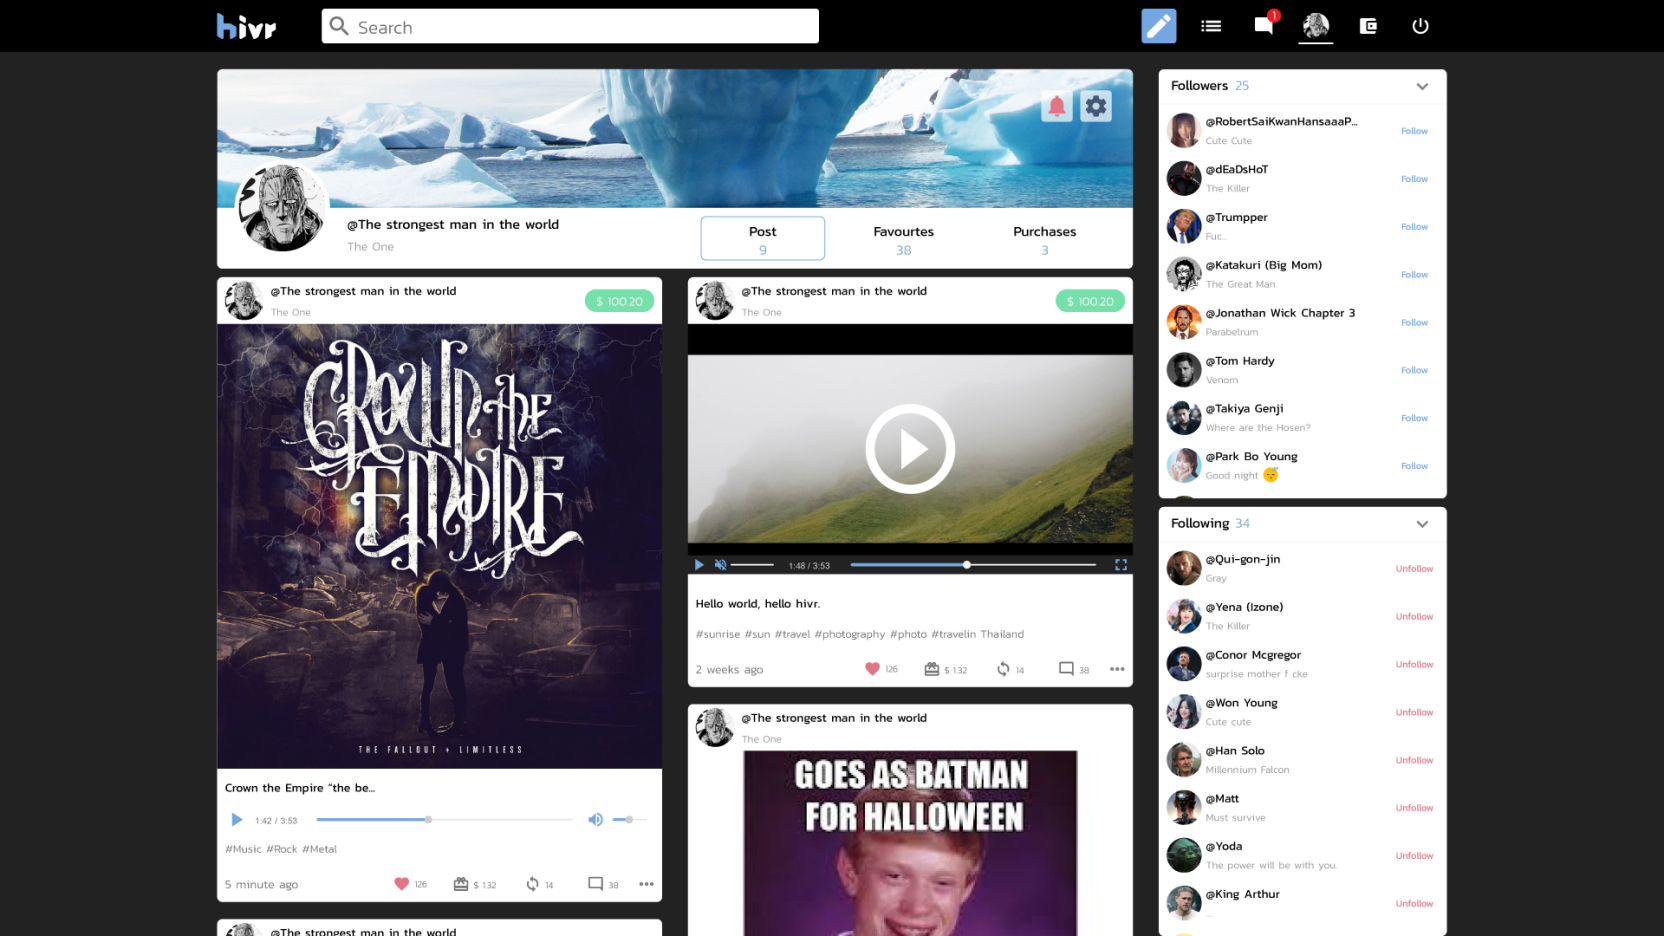 hivr
Search
1
@The strongest man in the world
The One
Post
9
Favourtes
38
Purchases
3
@The strongest man in the world
The One
$ 100.20
CROWN the
EMPIRE
THE FALLOUT + LIMITLESS
Crown the Empire “the be...
1:42 / 3:53
#Music #Rock #Metal
5 minute ago
126
$ 1.32
14
38
@The strongest man in the world
@The strongest man in the world
The One
$ 100.20
1:48 / 3:53
Hello world, hello hivr.
#sunrise #sun #travel #photography #photo #travelin Thailand
2 weeks ago
126
$ 1.32
14
38
@The strongest man in the world
The One
GOES AS BATMAN
FOR HALLOWEEN
Followers 25
@RobertSaiKwanHansaaaP...
Cute Cute
Follow
@dEaDsHoT
The Killer
Follow
@Trumpper
Fuc...
Follow
@Katakuri (Big Mom)
The Great Man
Follow
@Jonathan Wick Chapter 3
Parabelrum
Follow
@Tom Hardy
Venom
Follow
@Takiya Genji
Where are the Hosen?
Follow
@Park Bo Young
Good night 😴
Follow
Following 34
@Qui-gon-jin
Gray
Unfollow
@Yena (Izone)
The Killer
Unfollow
@Conor Mcgregor
surprise mother f cke
Unfollow
@Won Young
Cute cute
Unfollow
@Han Solo
Millennium Falcon
Unfollow
@Matt
Must survive
Unfollow
@Yoda
The power will be with you.
Unfollow
@King Arthur
...
Unfollow